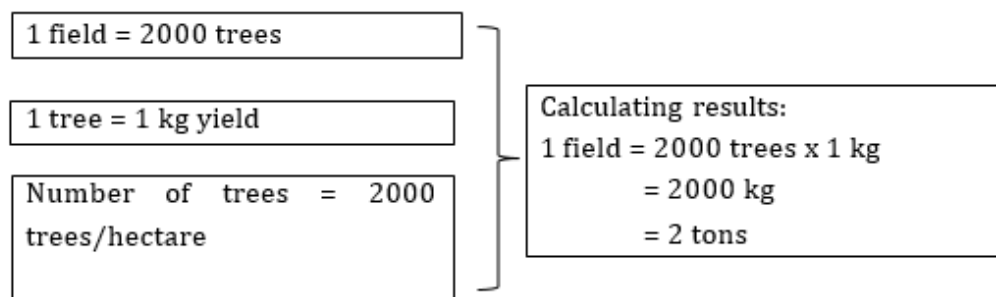 1 field = 2000 trees
1 tree = 1 kg yield
Number of trees = 2000
trees/hectare
Calculating results:
1 field = 2000 trees x 1 kg
= 2000 kg
= 2 tons